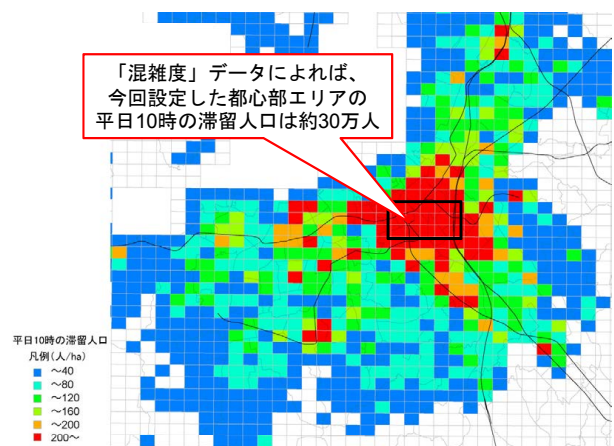 「混雑度」データによれば、
今回設定した都心部エリアの
平日10時の滞留人口は約30万人
平日10時の滞留人口
凡例(人/ha)
～40
～80
～120
～160
～200
200～